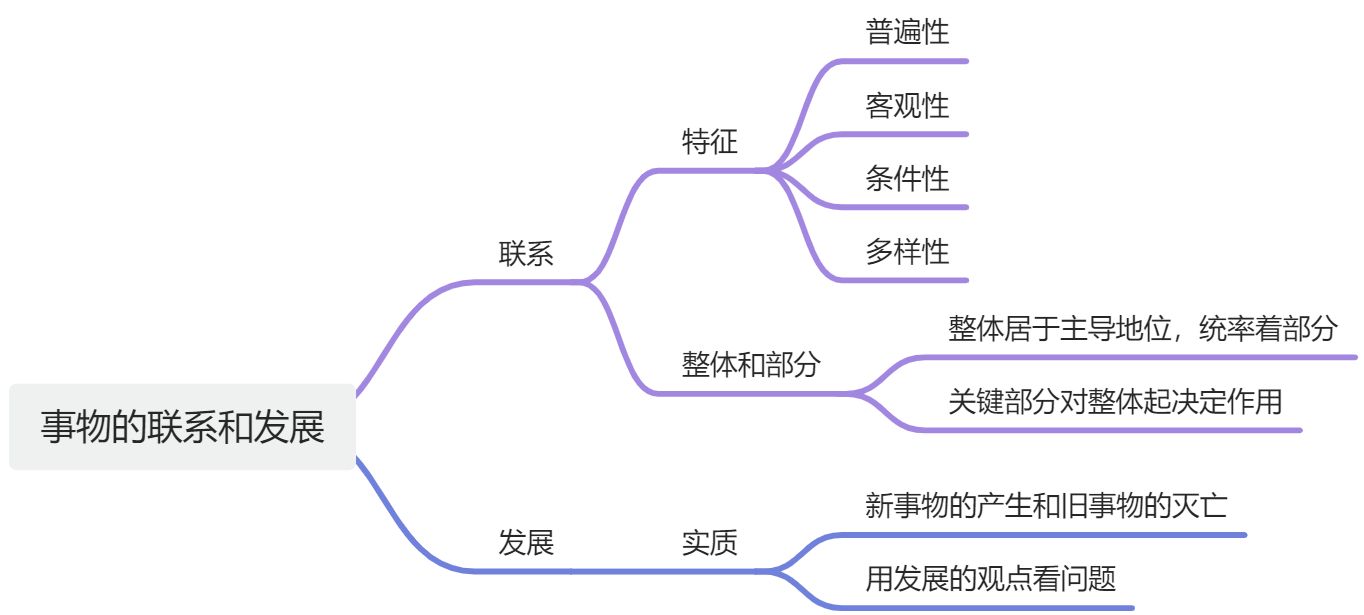 事物的联系和发展
联系
特征
普遍性
客观性
条件性
多样性
整体和部分
整体居于主导地位，统率着部分
关键部分对整体起决定作用
发展
实质
新事物的产生和旧事物的灭亡
用发展的观点看问题